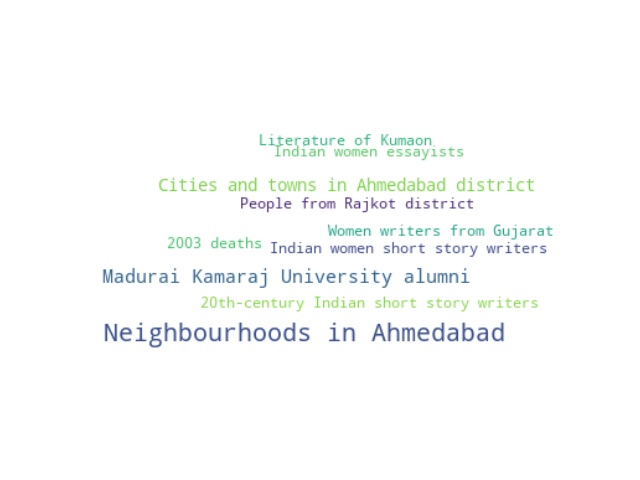 Literature of Kumaon
Indian women essayists
Cities and towns in Ahmedabad district
People from Rajkot district
Women writers from Gujarat
2003 deaths
Indian women short story writers
Madurai Kamaraj University alumni
20th-century Indian short story writers
Neighbourhoods in Ahmedabad